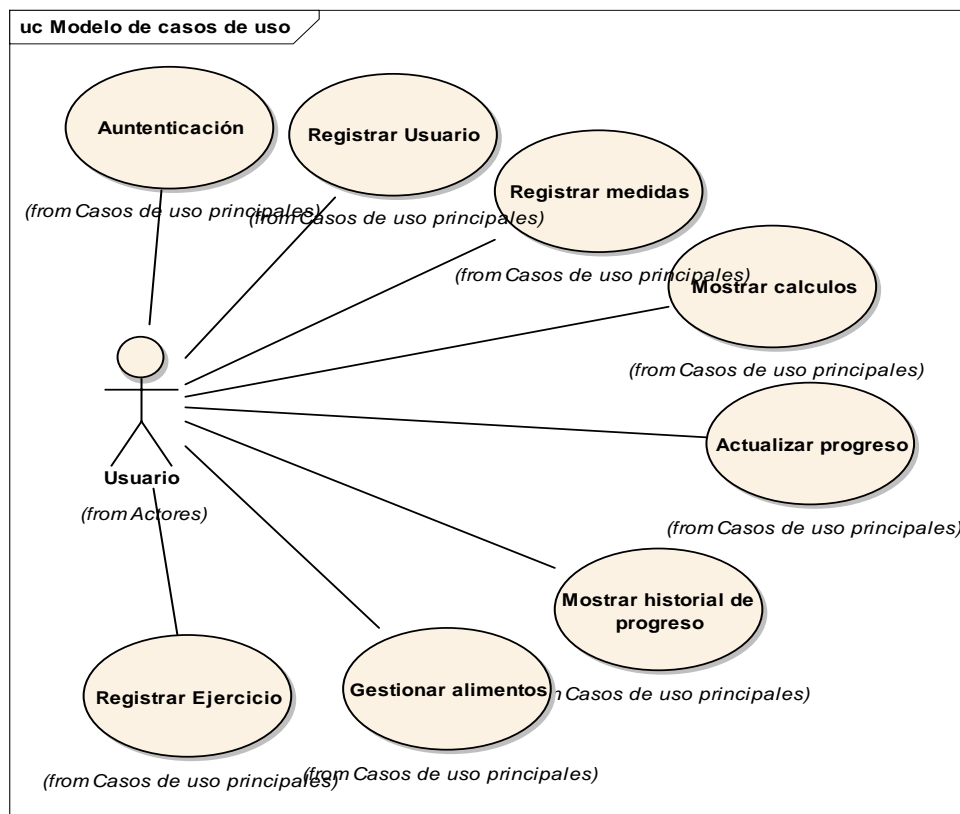 uc Modelo de casos de uso
Auntenticación
(from Casos de uso principales)
Registrar Usuario
(from Casos de uso principales)
Registrar medidas
(from Casos de uso principales)
Mostrar calculos
(from Casos de uso principales)
Actualizar progreso
(from Casos de uso principales)
Usuario
(from Actores)
Mostrar historial de
progreso
Casos de uso principales)
Gestionar alimentos
(from Casos de uso principales)
Registrar Ejercicio
(from Casos de uso principales)